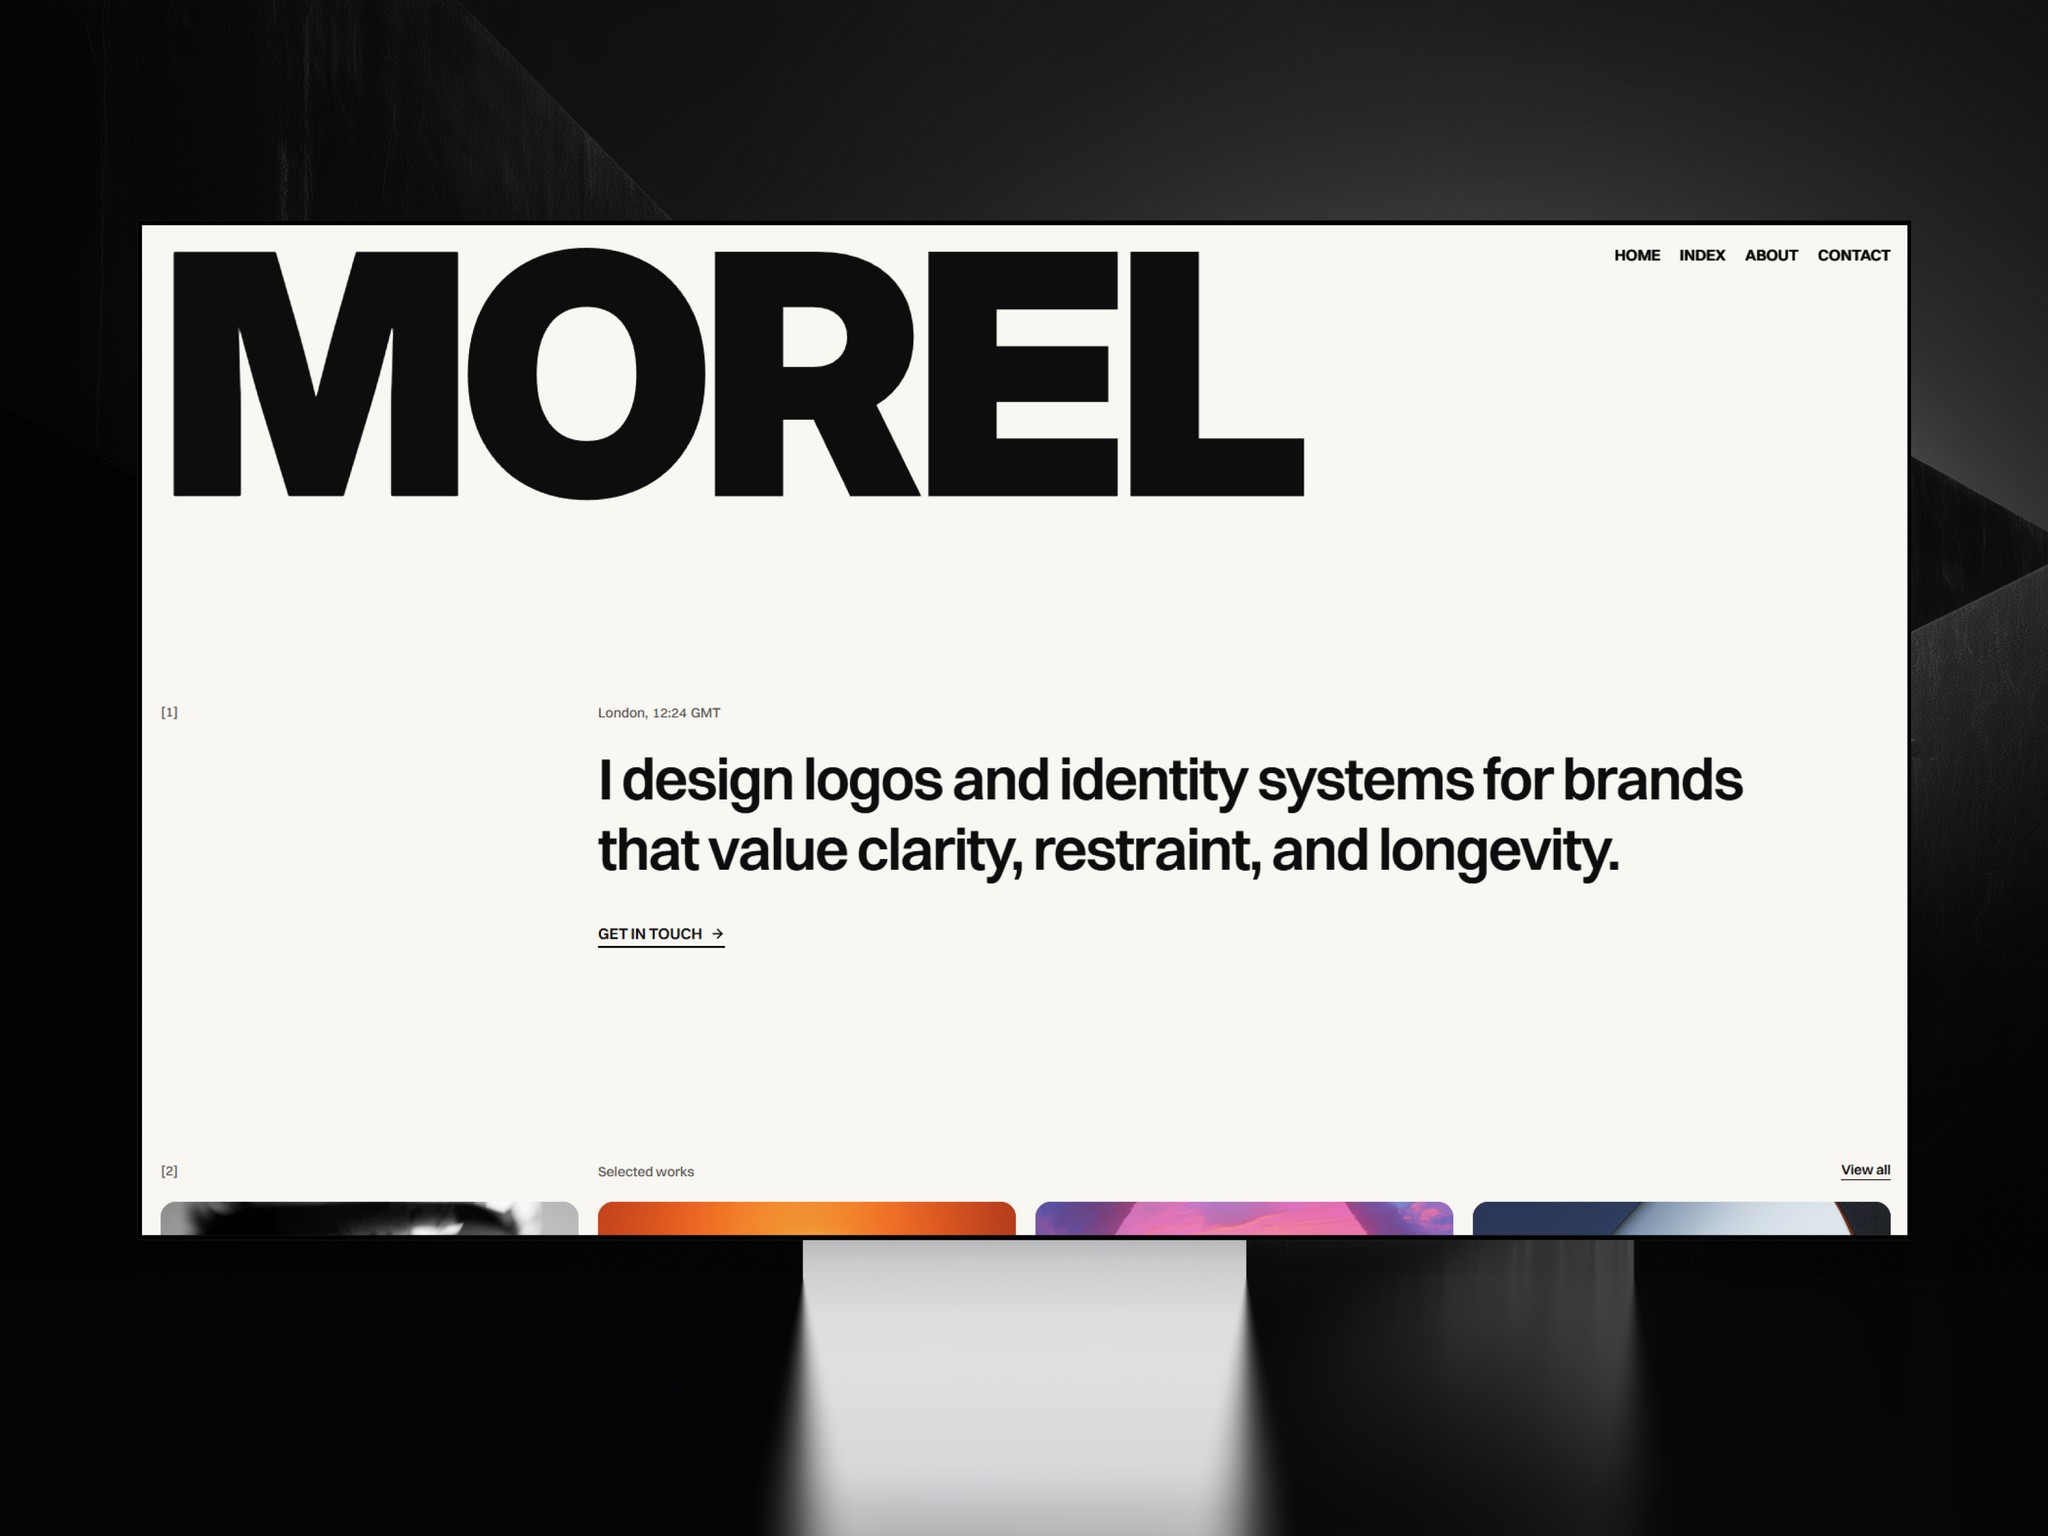 MOREL
HOME INDEX ABOUT CONTACT
[1]
London, 12:24 GMT
I design logos and identity systems for brands
that value clarity, restraint, and longevity.
GET IN TOUCH →
[2]
Selected works
View all